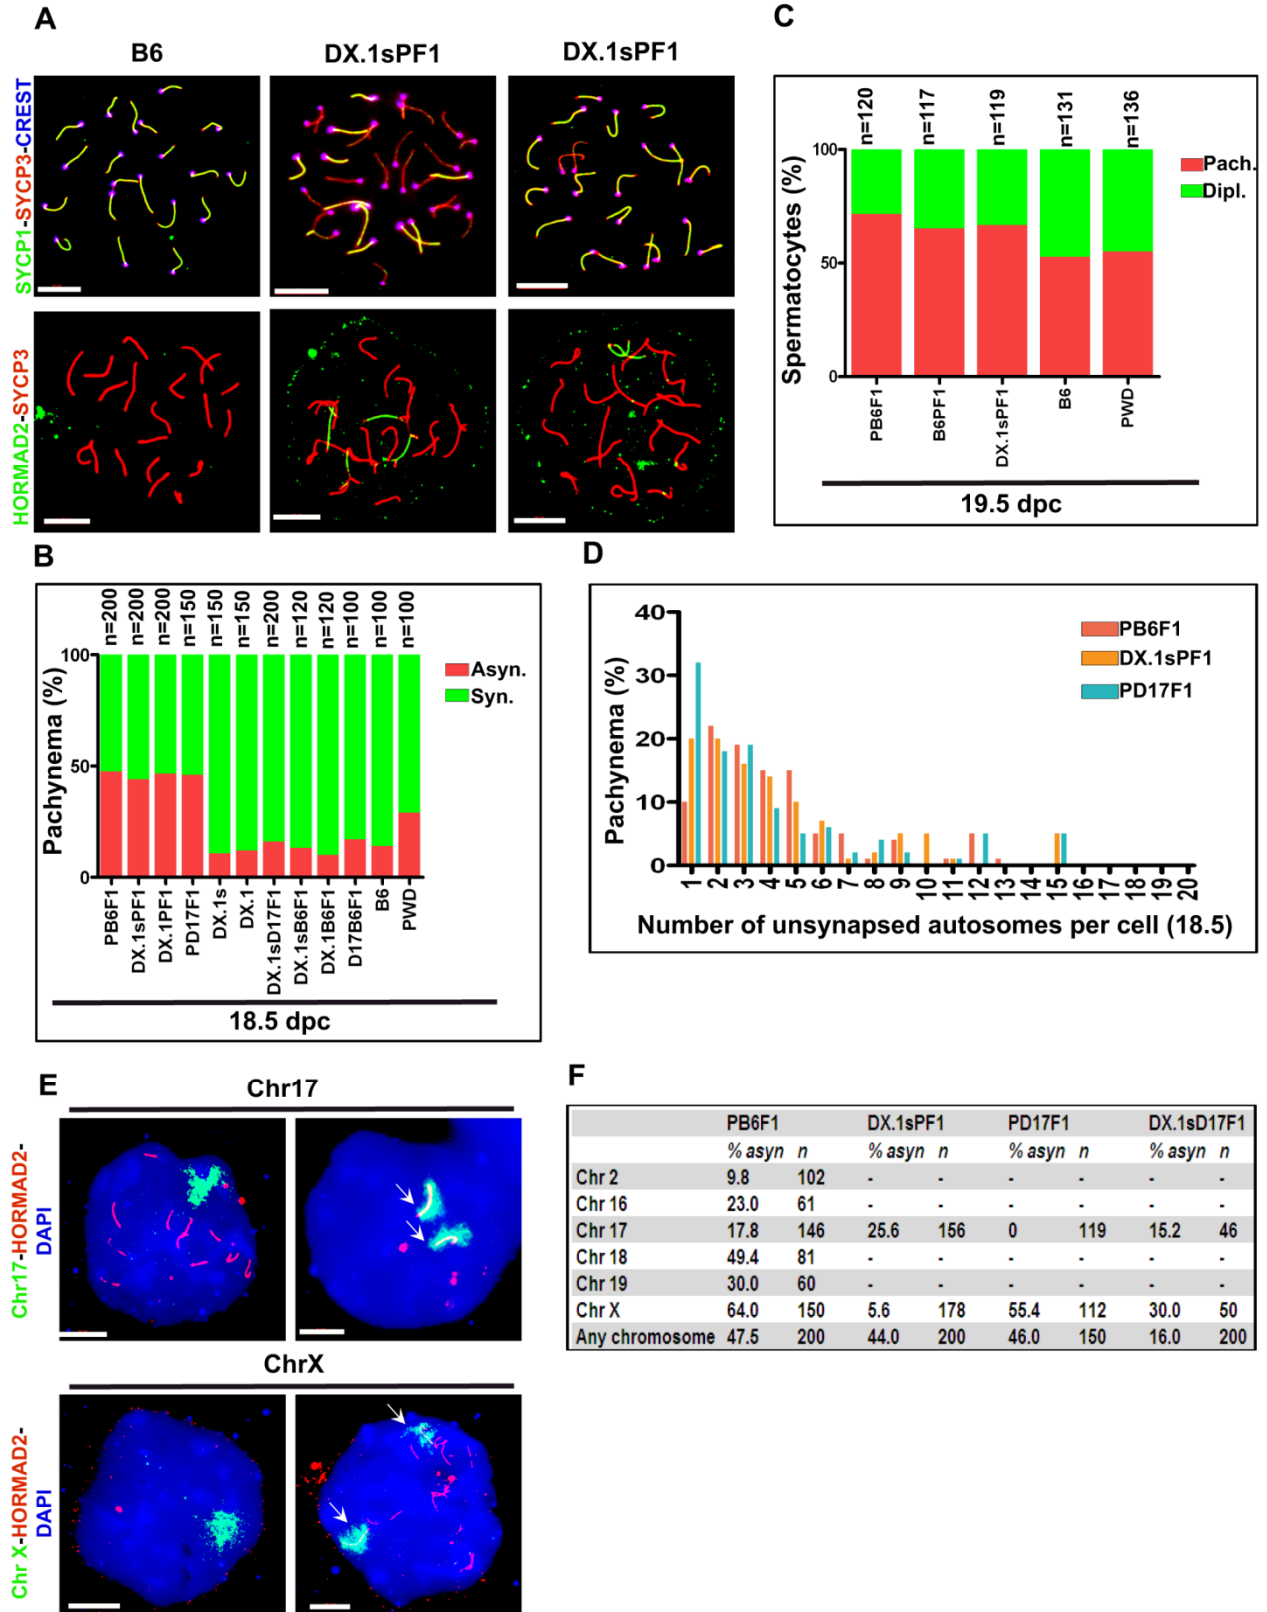 A
B6
DX.1sPF1
DX.1sPF1
SYCP1-SYCP3-CREST
HORMAD2-SYCP3
C
Spermatocytes (%)
100
50
0
n=120
n=117
n=119
n=131
n=136
Pach.
Dipl.
PB6F1
B6PF1
DX.1sPF1
B6
PWD
19.5 dpc
B
Pachynema (%)
100
50
0
n=200
n=200
n=200
n=150
n=150
n=150
n=200
n=120
n=120
n=100
n=100
n=100
Asyn.
Syn.
PB6F1
DX.1sPF1
DX.1PF1
PD17F1
DX.1s
DX.1
DX.1sD17F1
DX.1sB6F1
DX.1B6F1
D17B6F1
B6
PWD
18.5 dpc
D
Pachynema (%)
40
30
20
10
0
PB6F1
DX.1sPF1
PD17F1
1 2 3 4 5 6 7 8 9 10 11 12 13 14 15 16 17 18 19 20
Number of unsynapsed autosomes per cell (18.5)
E
Chr17
Chr17-HORMAD2-
DAPI
ChrX
Chr X-HORMAD2-
DAPI
F
PB6F1 DX.1sPF1 PD17F1 DX.1sD17F1
% asyn n % asyn n % asyn n % asyn n
Chr 2 9.8 102 - - - - - -
Chr 16 23.0 61 - - - - - -
Chr 17 17.8 146 25.6 156 0 119 15.2 46
Chr 18 49.4 81 - - - - - -
Chr 19 30.0 60 - - - - - -
Chr X 64.0 150 5.6 178 55.4 112 30.0 50
Any chromosome 47.5 200 44.0 200 46.0 150 16.0 200